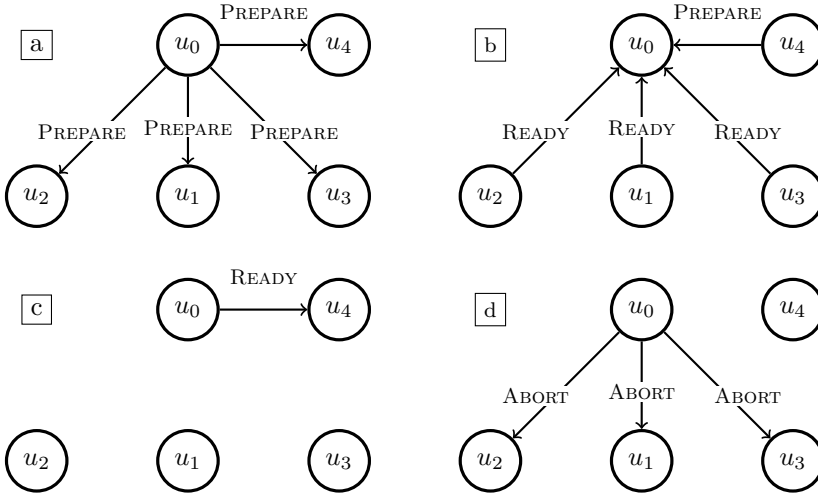 a
u0
PREPARE
u4
PREPARE
PREPARE
PREPARE
u2
u1
u3
b
u0
PREPARE
u4
READY
READY
READY
u2
u1
u3
c
u0
READY
u4
u2
u1
u3
d
u0
u4
ABORT
ABORT
ABORT
u2
u1
u3